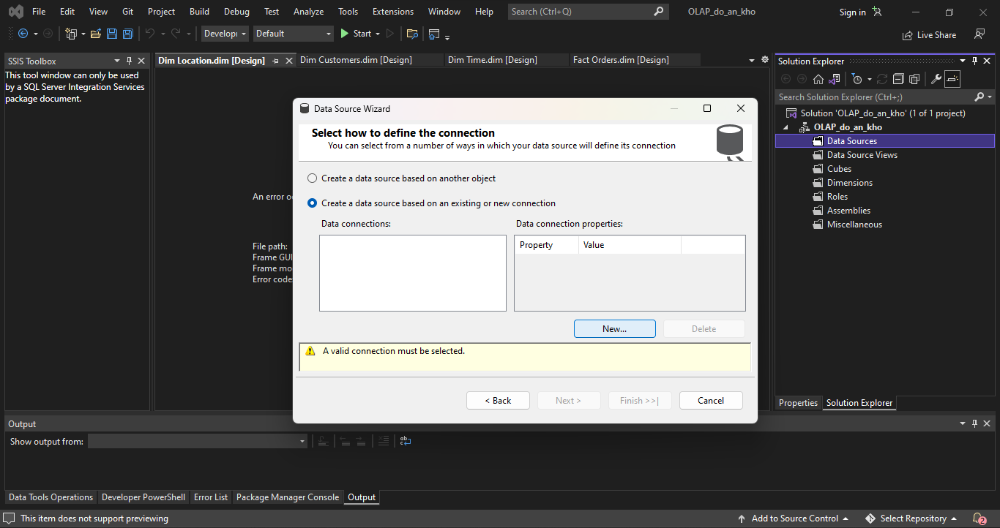 File Edit View Git Project Build Debug Test Analyze Tools Extensions Window Help Search (Ctrl+Q) OLAP_do_an_kho Sign in
Default Start Live Share
SSIS Toolbox
This tool window can only be used
by a SQL Server Integration Services
package document.
Dim Location.dim [Design] Dim Customers.dim [Design] Dim Time.dim [Design] Fact Orders.dim [Design]
An error
File path:
Frame
Frame
Error code
Data Source Wizard
Select how to define the connection
You can select from a number of ways in which your data source will define its connection
Create a data source based on another object
Create a data source based on an existing or new connection
Data connections: Data connection properties:
Property Value
New... Delete
A valid connection must be selected.
< Back Next > Finish >>| Cancel
Solution Explorer
Search Solution Explorer (Ctrl+;)
Solution 'OLAP_do_an_kho' (1 of 1 project)
OLAP_do_an_kho
Data Sources
Data Source Views
Cubes
Dimensions
Roles
Assemblies
Miscellaneous
Properties Solution Explorer
Output
Show output from:
Data Tools Operations Developer PowerShell Error List Package Manager Console Output
This item does not support previewing Add to Source Control Select Repository 2